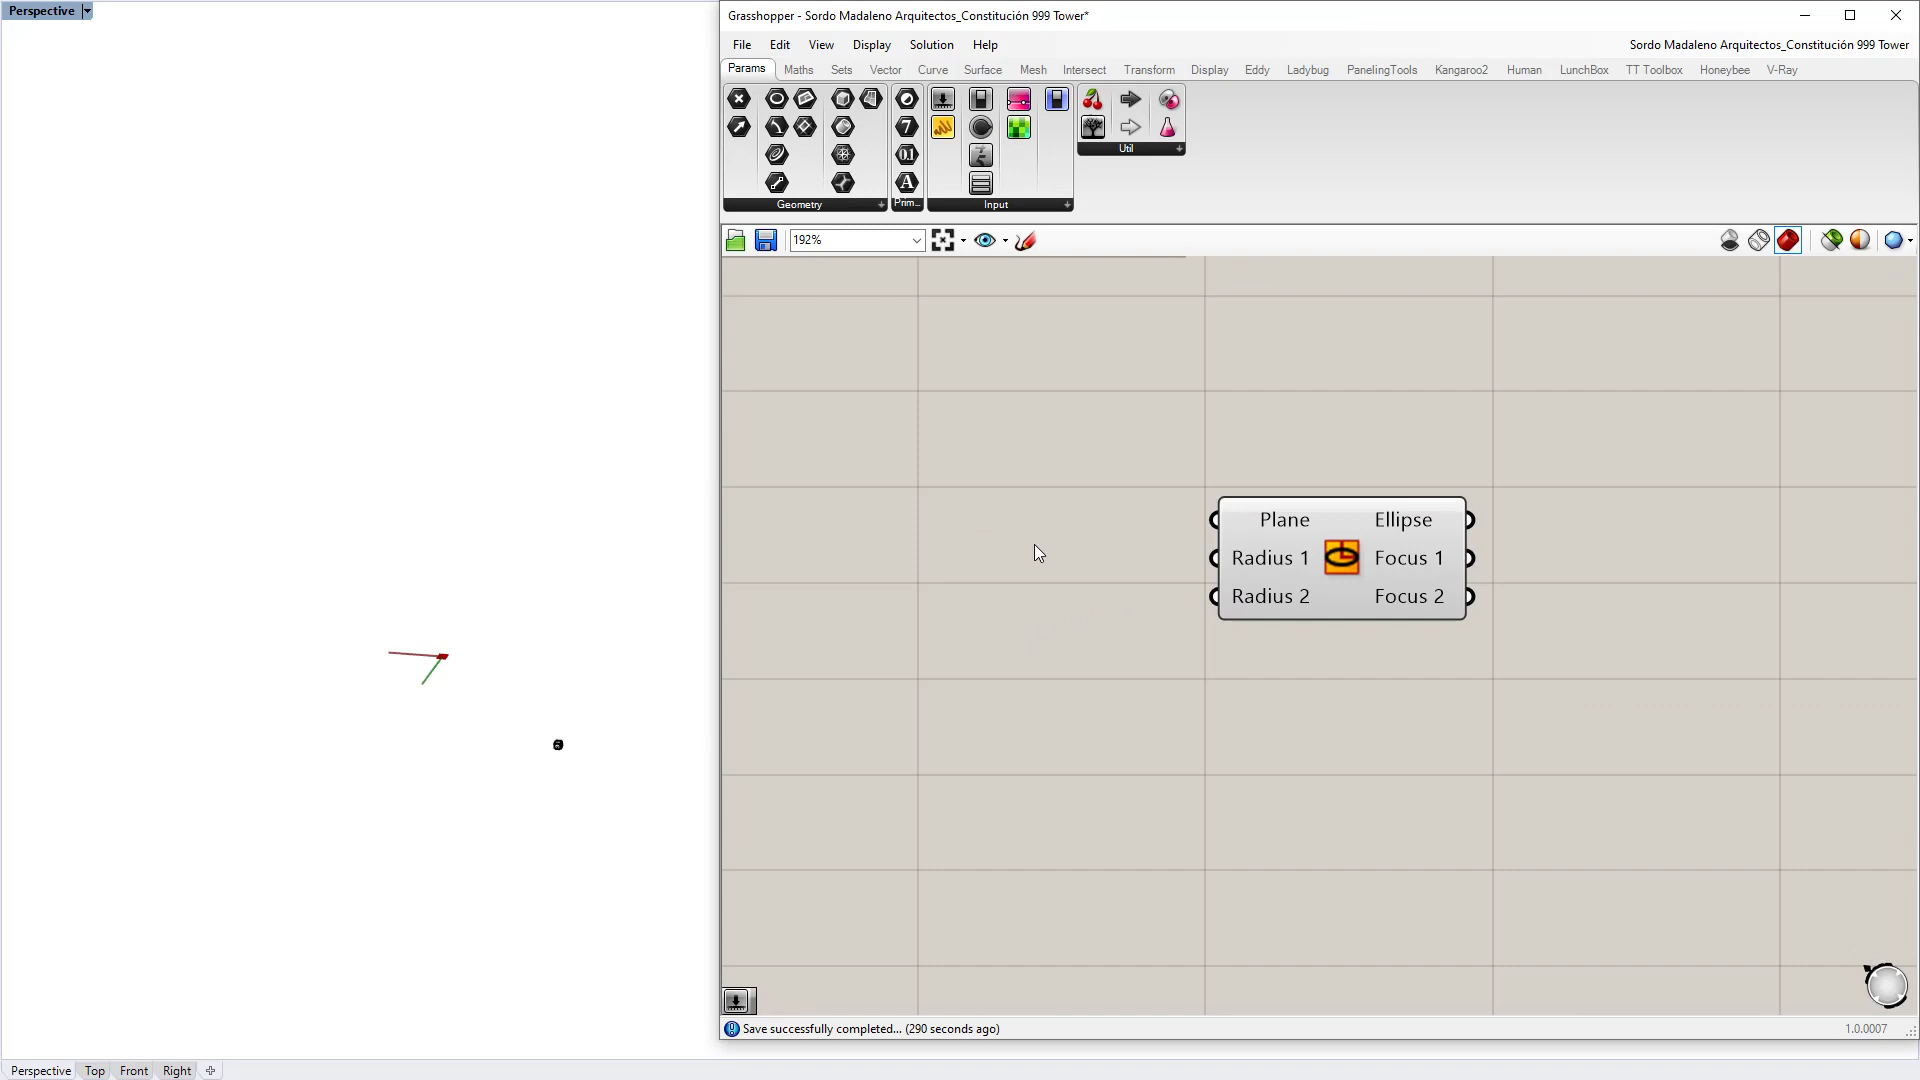 Perspective
Grasshopper - Sordo Madaleno Arquitectos_Constitución 999 Tower*
File Edit View Display Solution Help
Sordo Madaleno Arquitectos_Constitución 999 Tower
Params Maths Sets Vector Curve Surface Mesh Intersect Transform Display Eddy Ladybug PanelingTools Kangaroo2 Human LunchBox TT Toolbox Honeybee V-Ray
7
0.1
A
Geometry
Prim...
Input
Util
192%
Plane Ellipse
Radius 1 Focus 1
Radius 2 Focus 2
Save successfully completed... (290 seconds ago)
1.0.0007
Perspective Top Front Right